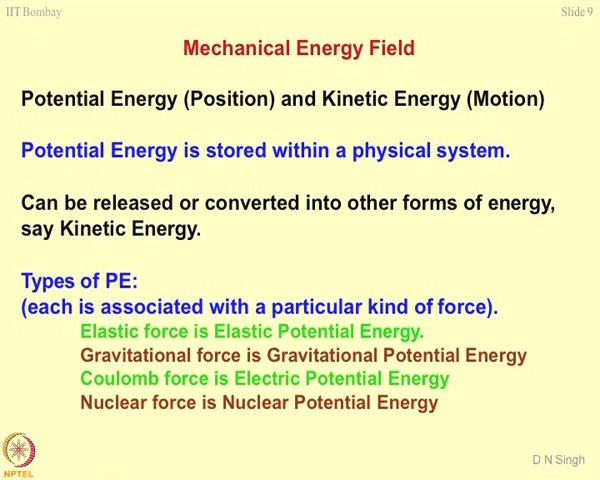 IIT Bombay
Slide 9
Mechanical Energy Field
Potential Energy (Position) and Kinetic Energy (Motion)
Potential Energy is stored within a physical system.
Can be released or converted into other forms of energy,
say Kinetic Energy.
Types of PE:
(each is associated with a particular kind of force).
Elastic force is Elastic Potential Energy.
Gravitational force is Gravitational Potential Energy
Coulomb force is Electric Potential Energy
Nuclear force is Nuclear Potential Energy
NPTEL
D N Singh